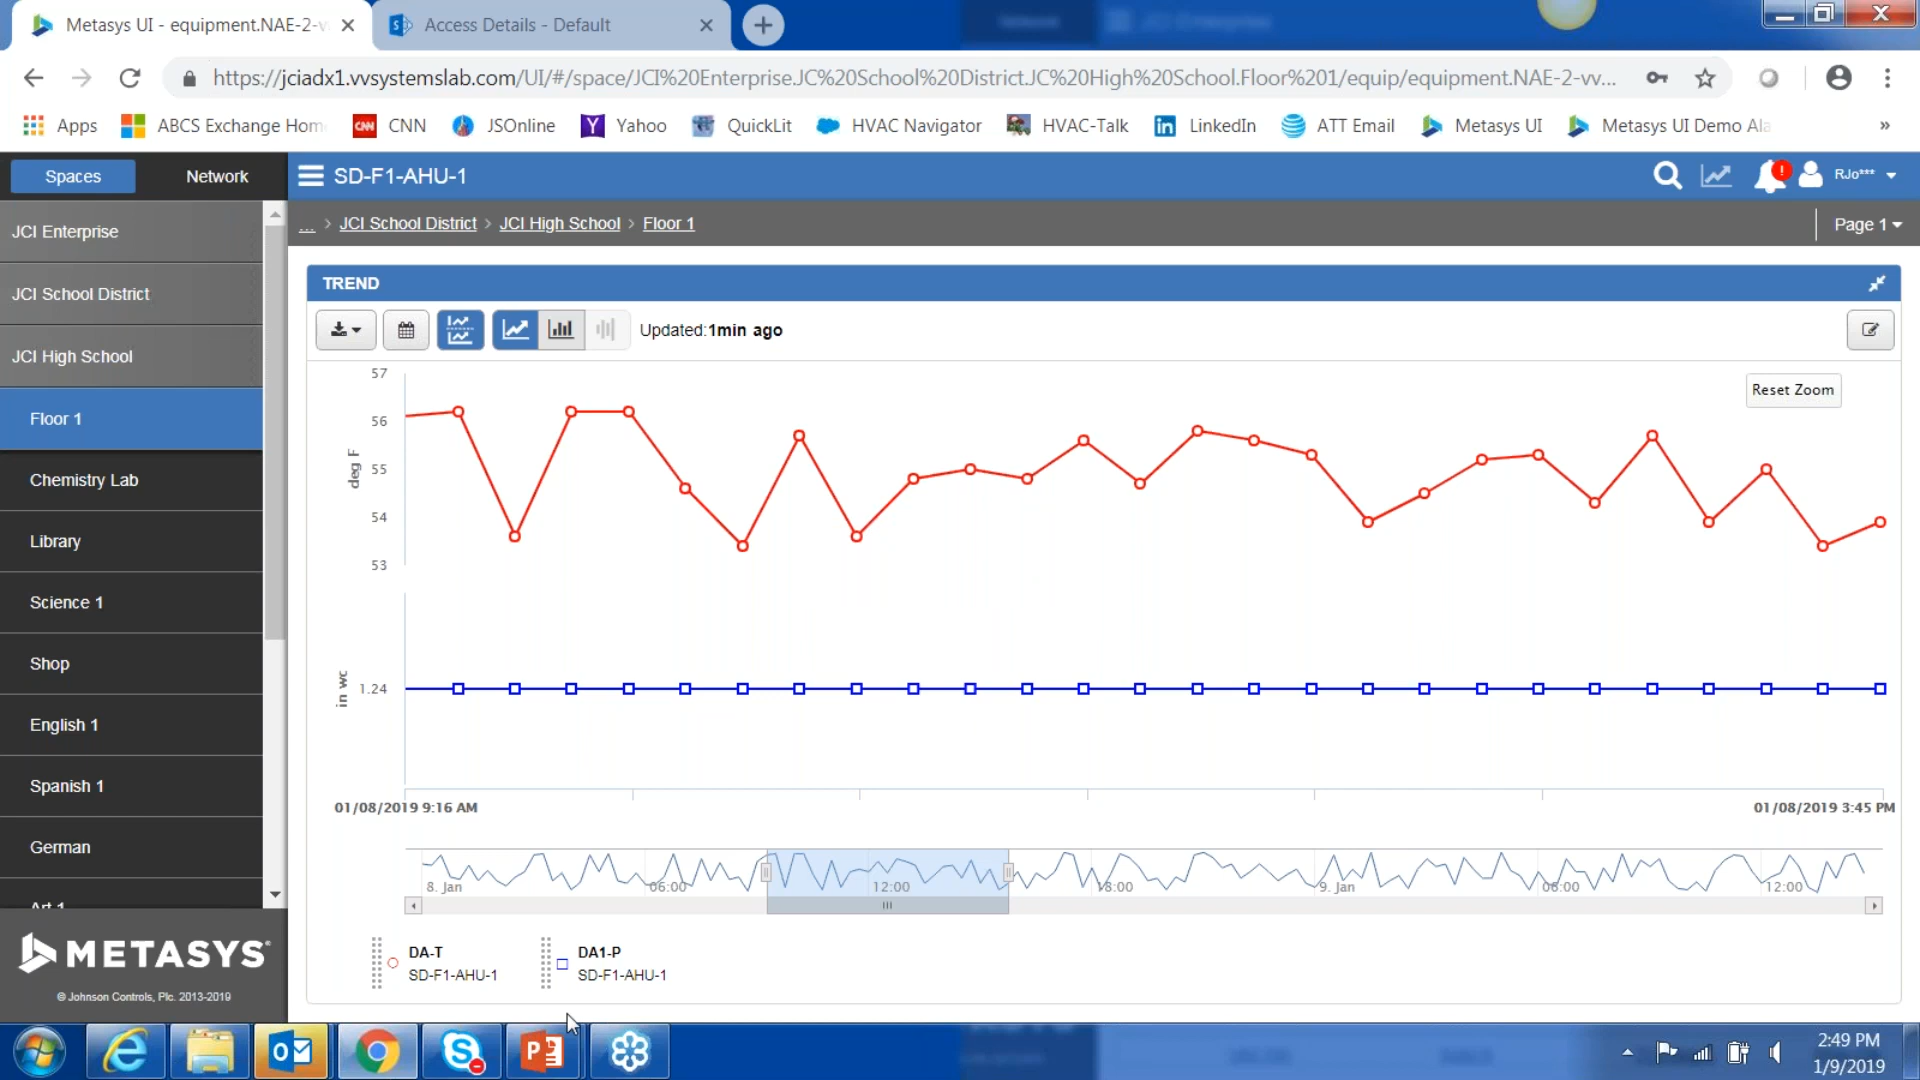 Metasys UI - equipment.NAE-2-v
Access Details - Default
https://jciadx1.vvsystemslab.com/UI/#/space/JCI%20Enterprise.JC%20School%20District.JC%20High%20School.Floor%201/equip/equipment.NAE-2-vv...
Apps
ABCS Exchange Hom
CNN
JSOnline
Yahoo
QuickLit
HVAC Navigator
HVAC-Talk
LinkedIn
ATT Email
Metasys UI
Metasys UI Demo Ala
»
Spaces
Network
SD-F1-AHU-1
RJo***
... › JCI School District › JCI High School › Floor 1
Page 1
JCI Enterprise
JCI School District
JCI High School
Floor 1
Chemistry Lab
Library
Science 1
Shop
English 1
Spanish 1
German
Art 1
METASYS
© Johnson Controls, Plc. 2013-2019
TREND
Updated:1min ago
Reset Zoom
57
56
55
54
53
deg F
1.24
in wc
01/08/2019 9:16 AM
01/08/2019 3:45 PM
8. Jan
06:00
12:00
18:00
9. Jan
06:00
12:00
DA-T
SD-F1-AHU-1
DA1-P
SD-F1-AHU-1
2:49 PM
1/9/2019